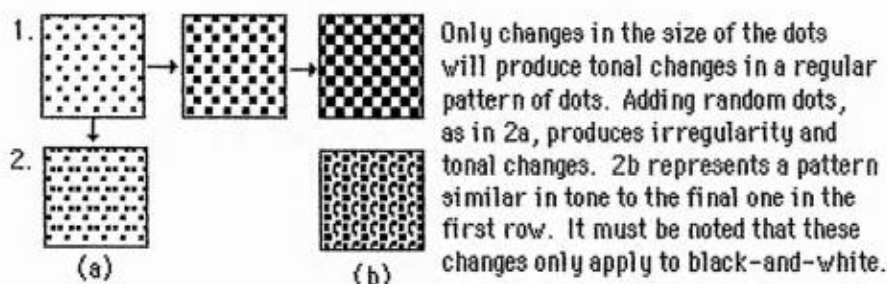 1.
Only changes in the size of the dots
will produce tonal changes in a regular
pattern of dots. Adding random dots,
as in 2a, produces irregularity and
tonal changes. 2b represents a pattern
similar in tone to the final one in the
first row. It must be noted that these
changes only apply to black-and-white.
2.
(a)
(b)